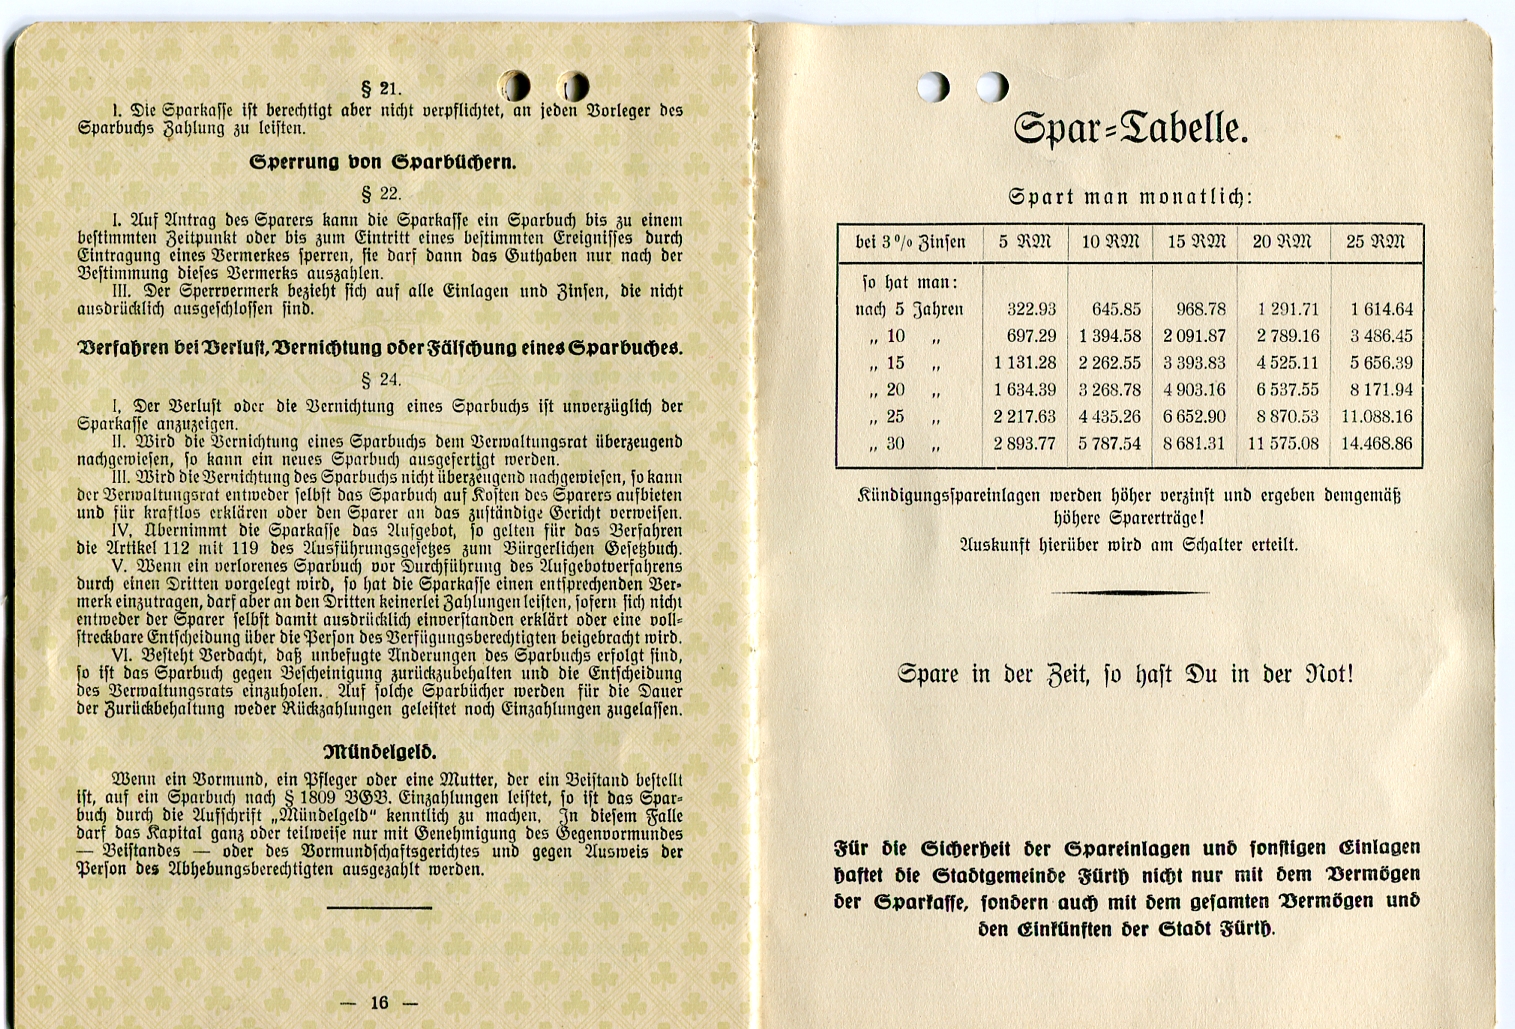 § 21.
I. Die Sparkasse ist berechtigt aber nicht verpflichtet, an jeden Vorleger des
Sparbuchs Zahlung zu leisten.
Sperrung von Sparbüchern.
§ 22.
I. Auf Antrag des Sparers kann die Sparkasse ein Sparbuch bis zu einem
bestimmten Zeitpunkt oder bis zum Eintritt eines bestimmten Ereignisses durch
Eintragung eines Vermerkes sperren, sie darf dann das Guthaben nur nach der
Bestimmung dieses Vermerks auszahlen.
III. Der Sperrvermerk bezieht sich auf alle Einlagen und Zinsen, die nicht
ausdrücklich ausgeschlossen sind.
Verfahren bei Verlust, Vernichtung oder Fälschung eines Sparbuches.
§ 24.
I. Der Verlust oder die Vernichtung eines Sparbuchs ist unverzüglich der
Sparkasse anzuzeigen.
II. Wird die Vernichtung eines Sparbuchs dem Verwaltungsrat überzeugend
nachgewiesen, so kann ein neues Sparbuch ausgefertigt werden.
III. Wird die Vernichtung des Sparbuchs nicht überzeugend nachgewiesen, so kann
der Verwaltungsrat entweder selbst das Sparbuch auf Kosten des Sparers aufbieten
und für kraftlos erklären oder den Sparer an das zuständige Gericht verweisen.
IV. Übernimmt die Sparkasse das Aufgebot, so gelten für das Verfahren
die Artikel 112 mit 119 des Ausführungsgesetzes zum Bürgerlichen Gesetzbuch.
V. Wenn ein verlorenes Sparbuch vor Durchführung des Aufgebotverfahrens
durch einen Dritten vorgelegt wird, so hat die Sparkasse einen entsprechenden Ver-
merk einzutragen, darf aber an den Dritten keinerlei Zahlungen leisten, sofern sich nicht
entweder der Sparer selbst damit ausdrücklich einverstanden erklärt oder eine voll-
streckbare Entscheidung über die Person des Verfügungsberechtigten beigebracht wird.
VI. Besteht Verdacht, daß unbefugte Änderungen des Sparbuchs erfolgt sind,
so ist das Sparbuch gegen Bescheinigung zurückzubehalten und die Entscheidung
des Verwaltungsrats einzuholen. Auf solche Sparbücher werden für die Dauer
der Zurückbehaltung weder Rückzahlungen geleistet noch Einzahlungen zugelassen.
Mündelgeld.
Wenn ein Vormund, ein Pfleger oder eine Mutter, der ein Beistand bestellt
ist, auf ein Sparbuch nach § 1809 BGB. Einzahlungen leistet, so ist das Spar-
buch durch die Aufschrift „Mündelgeld“ kenntlich zu machen. In diesem Falle
darf das Kapital ganz oder teilweise nur mit Genehmigung des Gegenvormundes
— Beistandes — oder des Vormundschaftsgerichtes und gegen Ausweis der
Person des Abhebungsberechtigten ausgezahlt werden.
— 16 —
Spar-Tabelle.
Spart man monatlich:
bei 3 % Zinsen 5 RM 10 RM 15 RM 20 RM 25 RM
so hat man:
nach 5 Jahren 322.93 645.85 968.78 1 291.71 1 614.64
„ 10 „ 697.29 1 394.58 2 091.87 2 789.16 3 486.45
„ 15 „ 1 131.28 2 262.55 3 393.83 4 525.11 5 656.39
„ 20 „ 1 634.39 3 268.78 4 903.16 6 537.55 8 171.94
„ 25 „ 2 217.63 4 435.26 6 652.90 8 870.53 11.088.16
„ 30 „ 2 893.77 5 787.54 8 681.31 11 575.08 14.468.86
Kündigungsspareinlagen werden höher verzinst und ergeben demgemäß
höhere Sparerträge!
Auskunft hierüber wird am Schalter erteilt.
Spare in der Zeit, so hast Du in der Not!
Für die Sicherheit der Spareinlagen und sonstigen Einlagen
haftet die Stadtgemeinde Fürth nicht nur mit dem Vermögen
der Sparkasse, sondern auch mit dem gesamten Vermögen und
den Einkünften der Stadt Fürth.